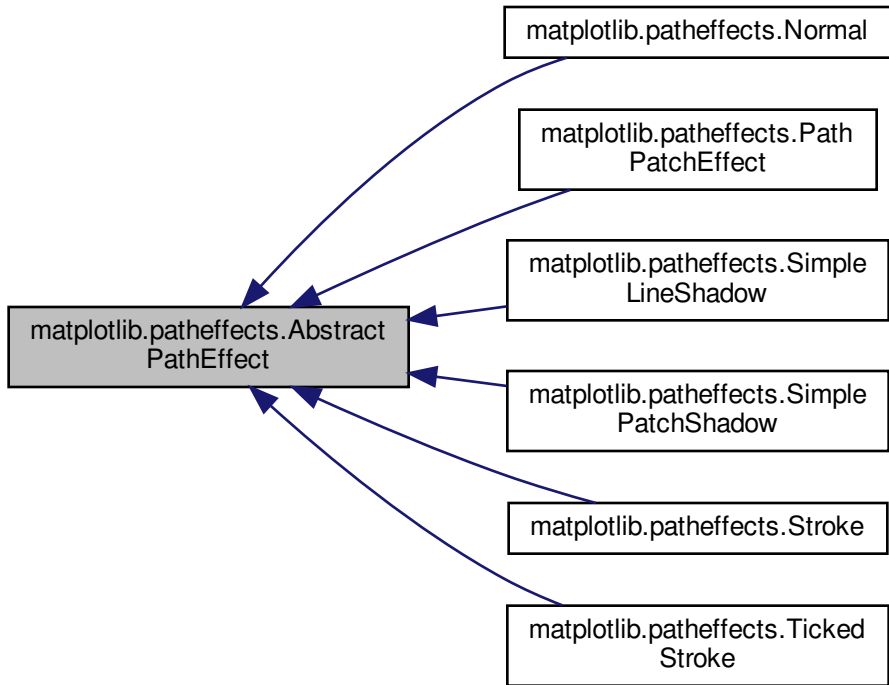 matplotlib.patheffects.Normal
matplotlib.patheffects.Path
PatchEffect
matplotlib.patheffects.Simple
LineShadow
matplotlib.patheffects.Abstract
PathEffect
matplotlib.patheffects.Simple
PatchShadow
matplotlib.patheffects.Stroke
matplotlib.patheffects.Ticked
Stroke